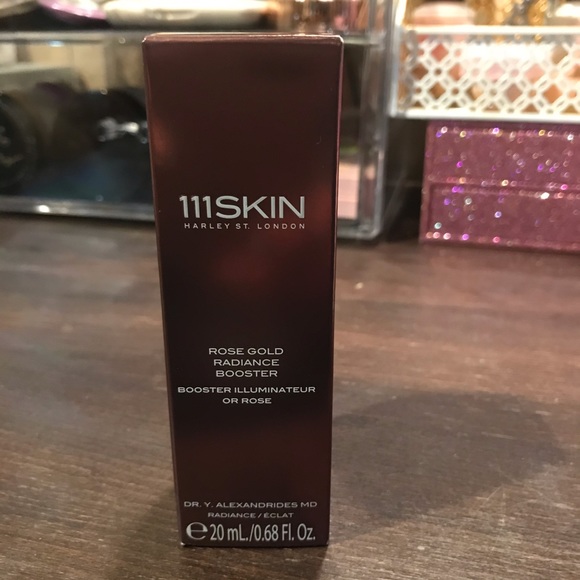 111SKIN
HARLEY ST. LONDON
ROSE GOLD
RADIANCE
BOOSTER
BOOSTER ILLUMINATEUR
OR ROSE
DR. Y. ALEXANDRIDES MD
RADIANCE / ÉCLAT
℮ 20 mL./0.68 Fl. Oz.